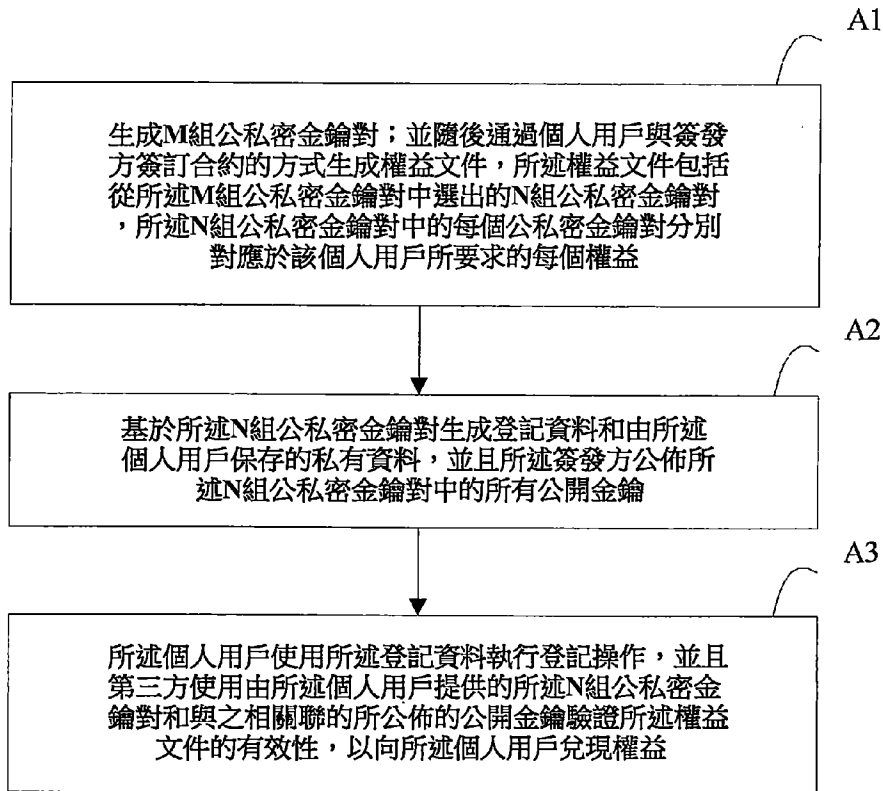 A1
生成M組公私密金鑰對；並隨後通過個人用戶與簽發
方簽訂合約的方式生成權益文件，所述權益文件包括
從所述M組公私密金鑰對中選出的N組公私密金鑰對
，所述N組公私密金鑰對中的每個公私密金鑰對分別
對應於該個人用戶所要求的每個權益
A2
基於所述N組公私密金鑰對生成登記資料和由所述
個人用戶保存的私有資料，並且所述簽發方公佈所
述N組公私密金鑰對中的所有公開金鑰
A3
所述個人用戶使用所述登記資料執行登記操作，並且
第三方使用由所述個人用戶提供的所述N組公私密金
鑰對和與之相關聯的所公佈的公開金鑰驗證所述權益
文件的有效性，以向所述個人用戶兌現權益